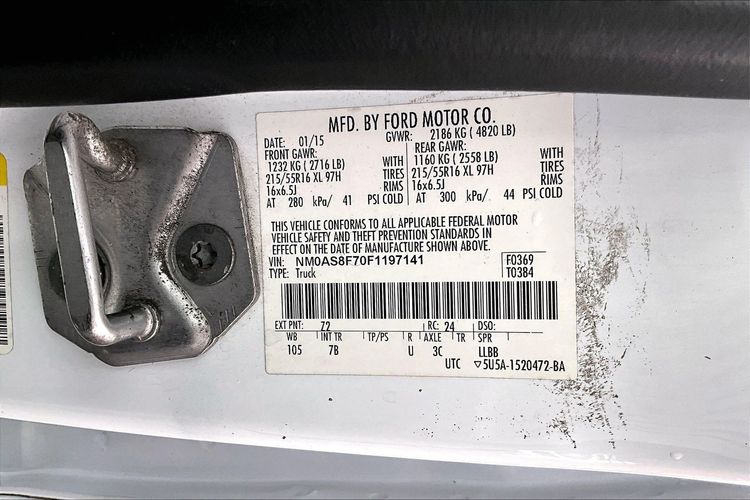 MFD. BY FORD MOTOR CO.
DATE: 01/15 GVWR: 2186 KG ( 4820 LB)
FRONT GAWR: REAR GAWR:
1232 KG ( 2716 LB) WITH 1160 KG ( 2558 LB) WITH
215/55R16 XL 97H TIRES 215/55R16 XL 97H TIRES
16x6.5J RIMS 16x6.5J RIMS
AT 280 kPa/ 41 PSI COLD AT 300 kPa/ 44 PSI COLD
THIS VEHICLE CONFORMS TO ALL APPLICABLE FEDERAL MOTOR
VEHICLE SAFETY AND THEFT PREVENTION STANDARDS IN
EFFECT ON THE DATE OF MANUFACTURE SHOWN ABOVE.
VIN: NM0AS8F70F1197141 F0369
TYPE: Truck T0384
EXT PNT: 72 RC: 24 DSO:
WB INT TR TP/PS R AXLE TR SPR
105 7B U 3C LLBB
UTC ▽5U5A-1520472-BA